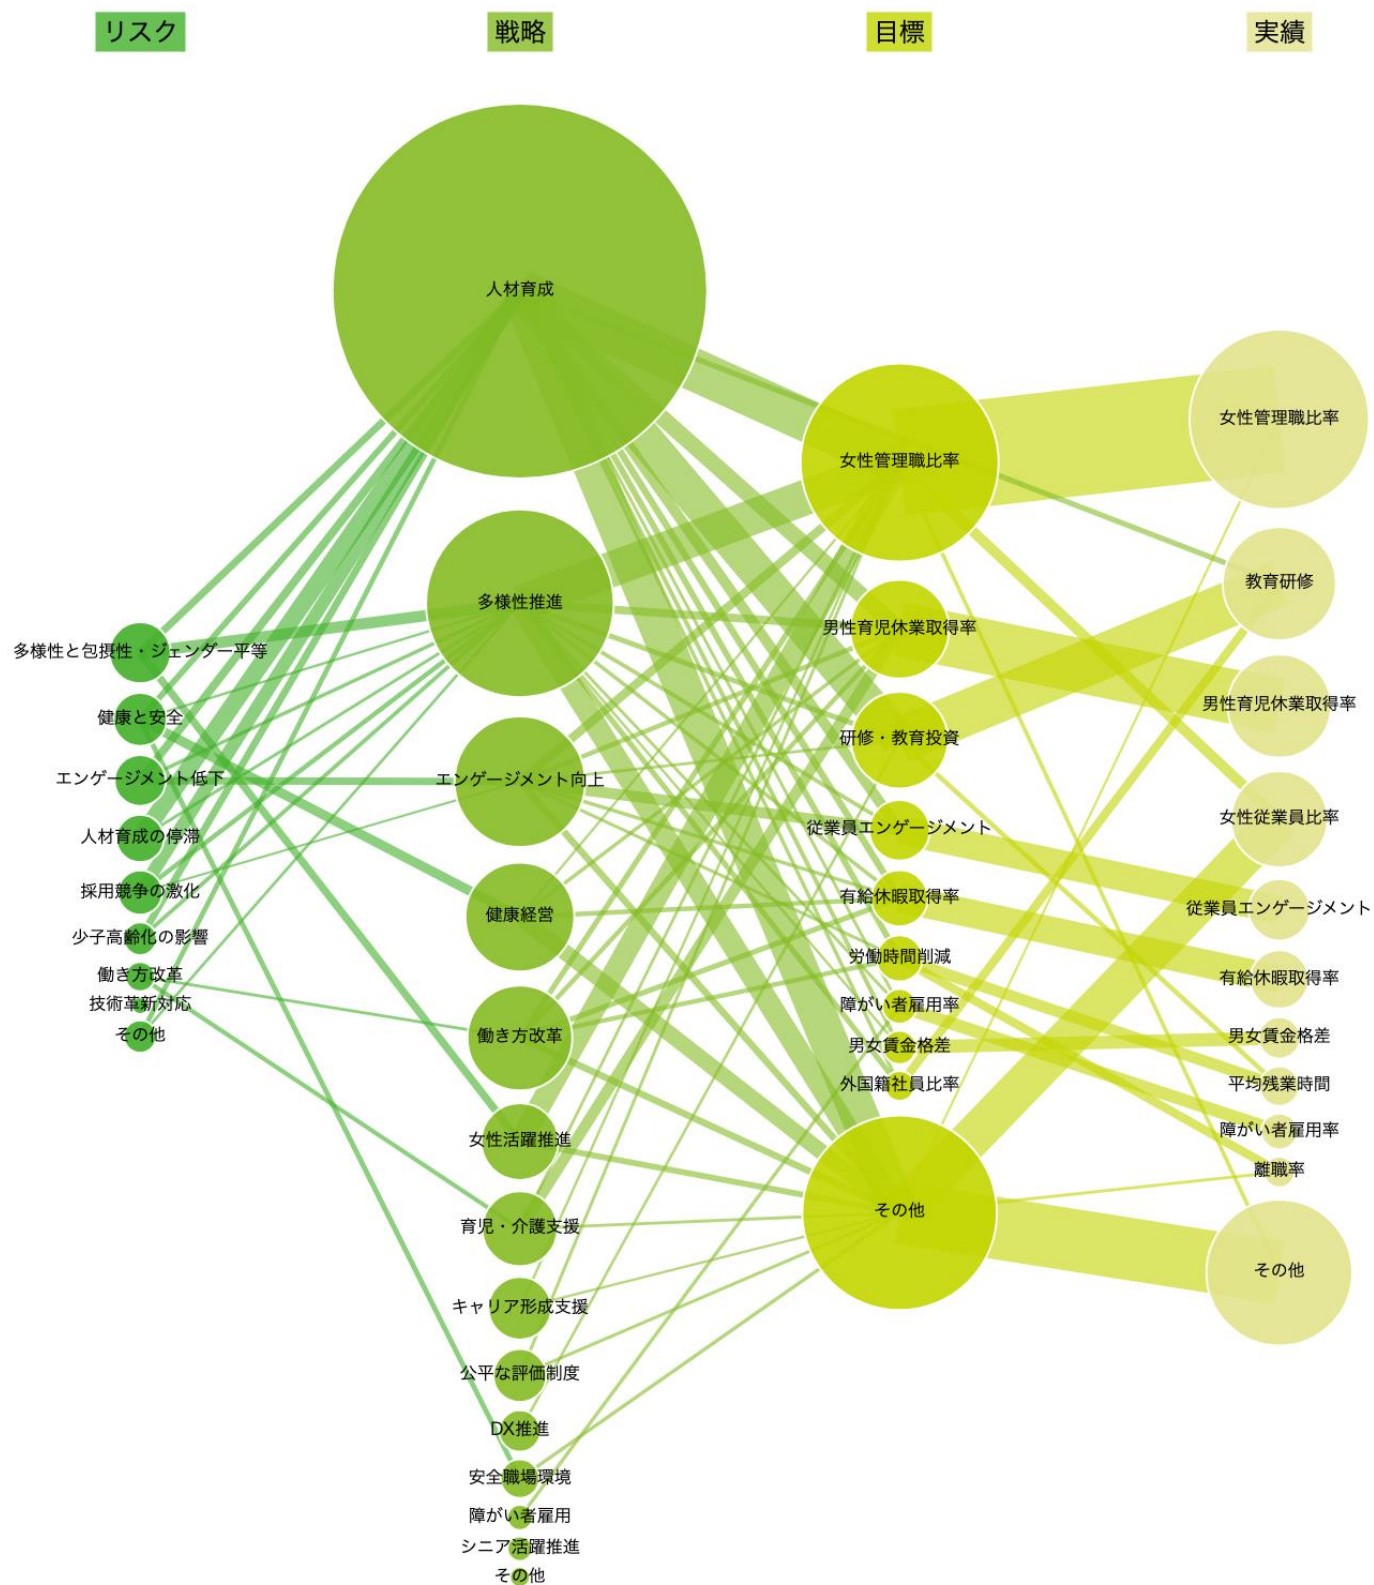 リスク
戦略
目標
実績
人材育成
多様性推進
エンゲージメント向上
健康経営
働き方改革
女性活躍推進
育児・介護支援
キャリア形成支援
公平な評価制度
DX推進
安全職場環境
障がい者雇用
シニア活躍推進
その他
多様性と包摂性・ジェンダー平等
健康と安全
エンゲージメント低下
人材育成の停滞
採用競争の激化
少子高齢化の影響
働き方改革
技術革新対応
その他
女性管理職比率
男性育児休業取得率
研修・教育投資
従業員エンゲージメント
有給休暇取得率
労働時間削減
障がい者雇用率
男女賃金格差
外国籍社員比率
その他
女性管理職比率
教育研修
男性育児休業取得率
女性従業員比率
従業員エンゲージメント
有給休暇取得率
男女賃金格差
平均残業時間
障がい者雇用率
離職率
その他